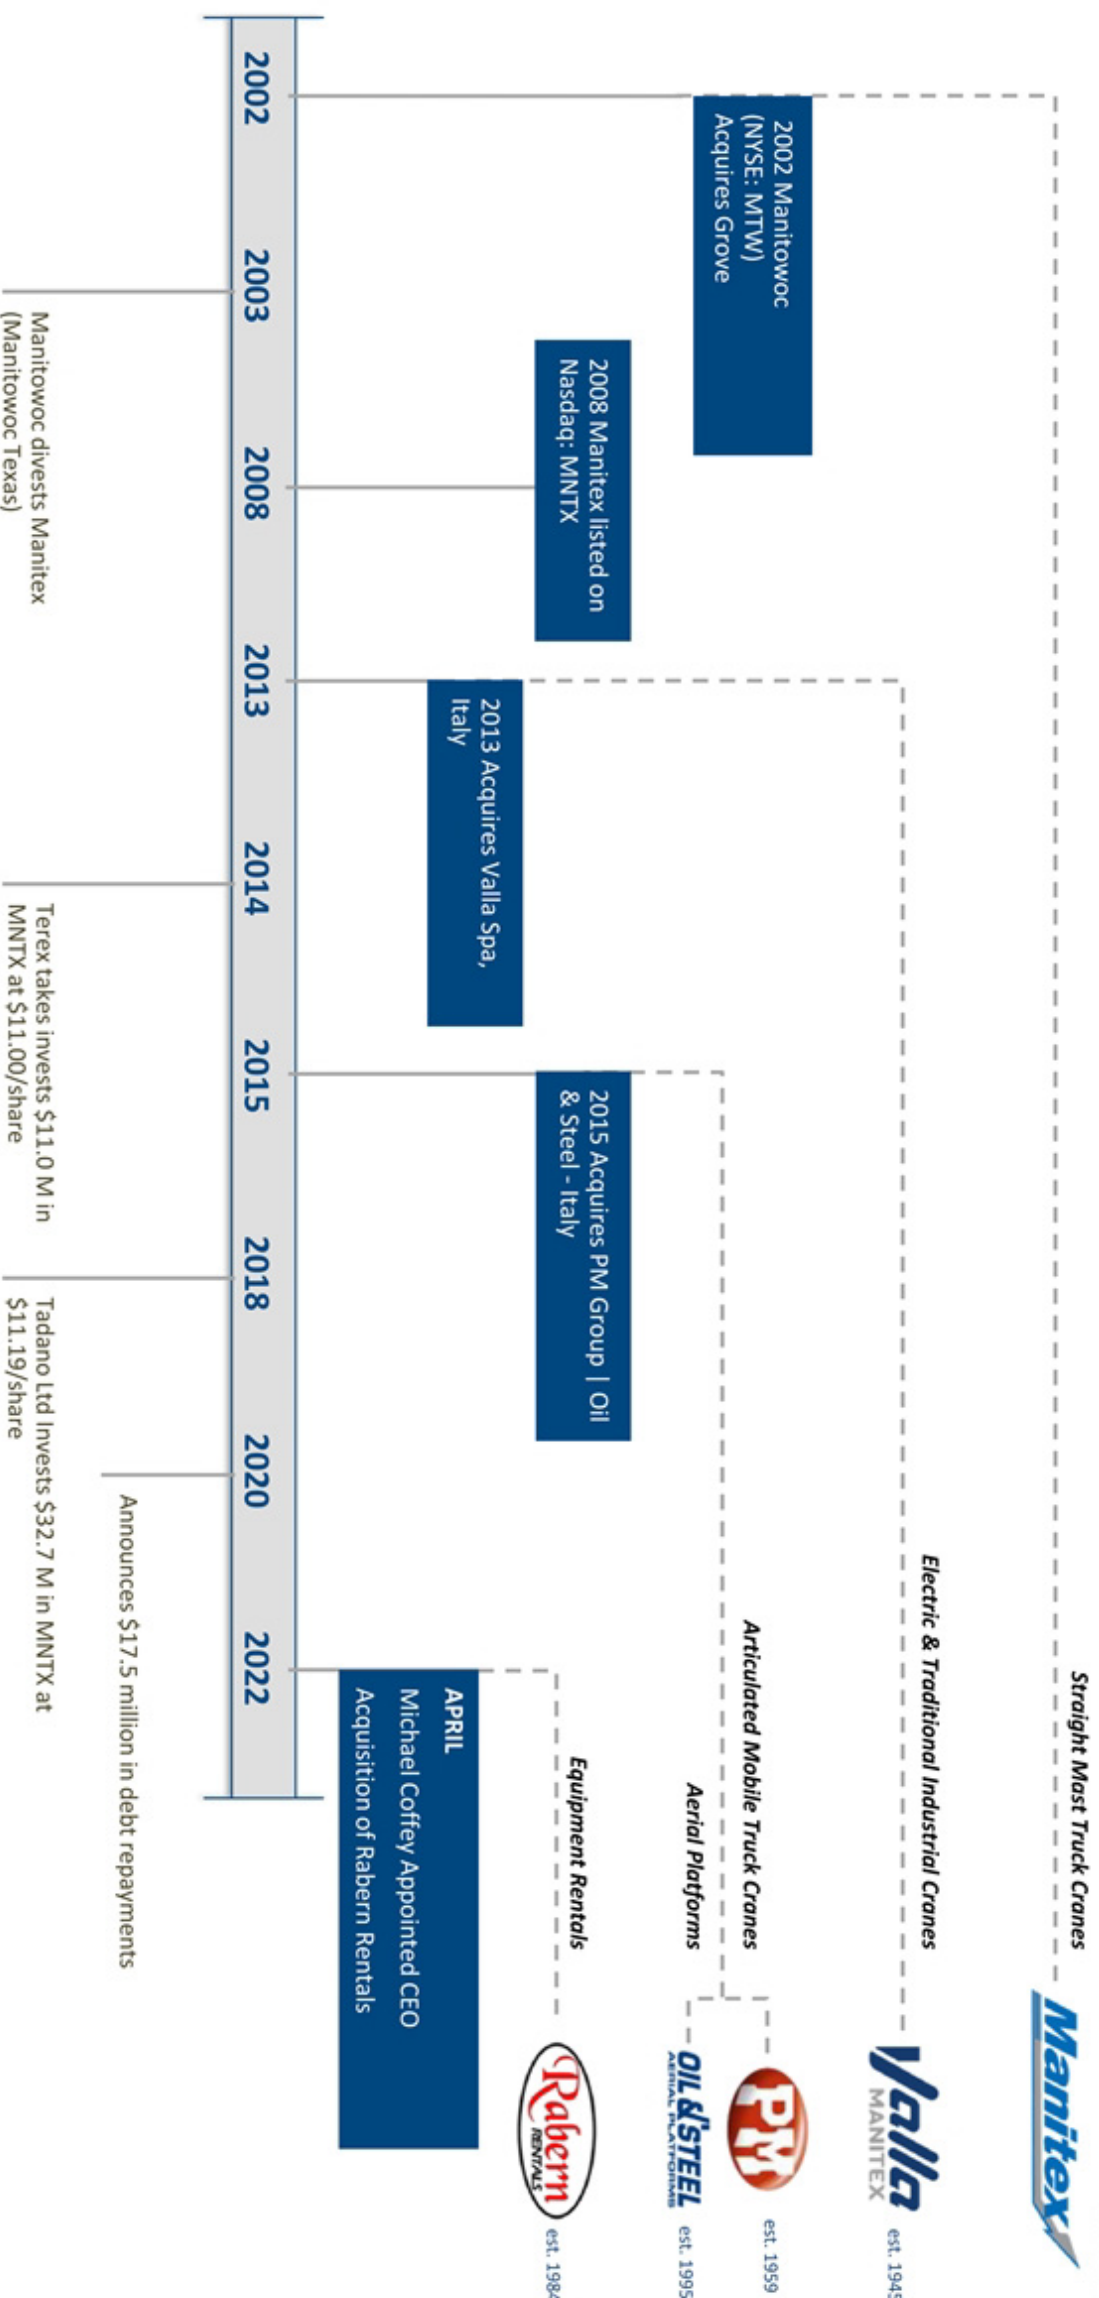 Straight Mast Truck Cranes
Manitex
Electric & Traditional Industrial Cranes
Valla
MANITEX
est. 1945
Articulated Mobile Truck Cranes
PM
est. 1959
Aerial Platforms
OIL & STEEL
AERIAL PLATFORMS
est. 1995
Equipment Rentals
Rabern
RENTALS
est. 1984
2002 Manitowoc
(NYSE: MTW)
Acquires Grove
2008 Manitex listed on
Nasdaq: MNTX
2013 Acquires Valla Spa,
Italy
2015 Acquires PM Group | Oil
& Steel - Italy
APRIL
Michael Coffey Appointed CEO
Acquisition of Rabern Rentals
2002 2003 2008 2013 2014 2015 2018 2020 2022
Manitowoc divests Manitex
(Manitowoc Texas)
Terex takes invests $11.0 M in
MNTX at $11.00/share
Tadano Ltd Invests $32.7 M in MNTX at
$11.19/share
Announces $17.5 million in debt repayments